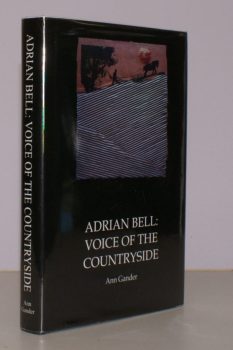 ADRIAN BELL: VOICE OF THE COUNTRYSIDE
Ann
Gander
ADRIAN BELL:
VOICE OF THE
COUNTRYSIDE
Ann Gander